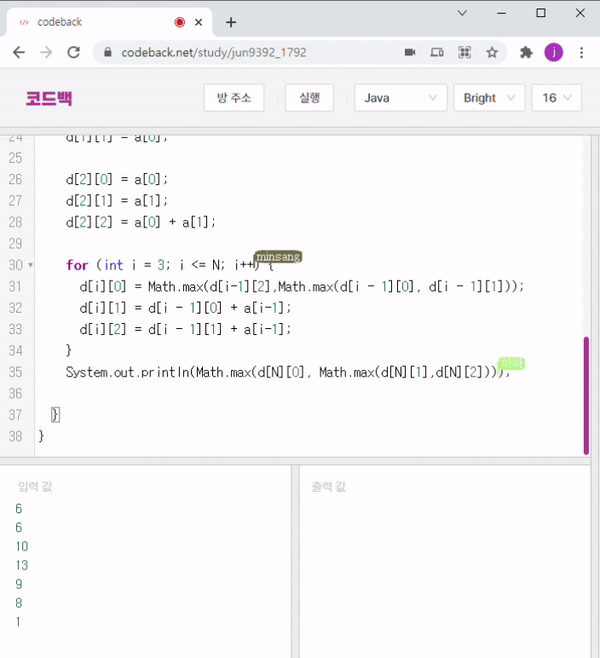 codeback
codeback.net/study/jun9392_1792
j
코드백
방 주소
실행
Java
Bright
16
24 d[1][1] = a[0];
25
26 d[2][0] = a[0];
27 d[2][1] = a[1];
28 d[2][2] = a[0] + a[1];
29
minsang
30 for (int i = 3; i <= N; i++) {
31 d[i][0] = Math.max(d[i-1][2],Math.max(d[i - 1][0], d[i - 1][1]));
32 d[i][1] = d[i - 1][0] + a[i-1];
33 d[i][2] = d[i - 1][1] + a[i-1];
34 }
35 System.out.println(Math.max(d[N][0], Math.max(d[N][1],d[N][2])));
36
37 }
38 }
입력 값
6
6
10
13
9
8
1
출력 값